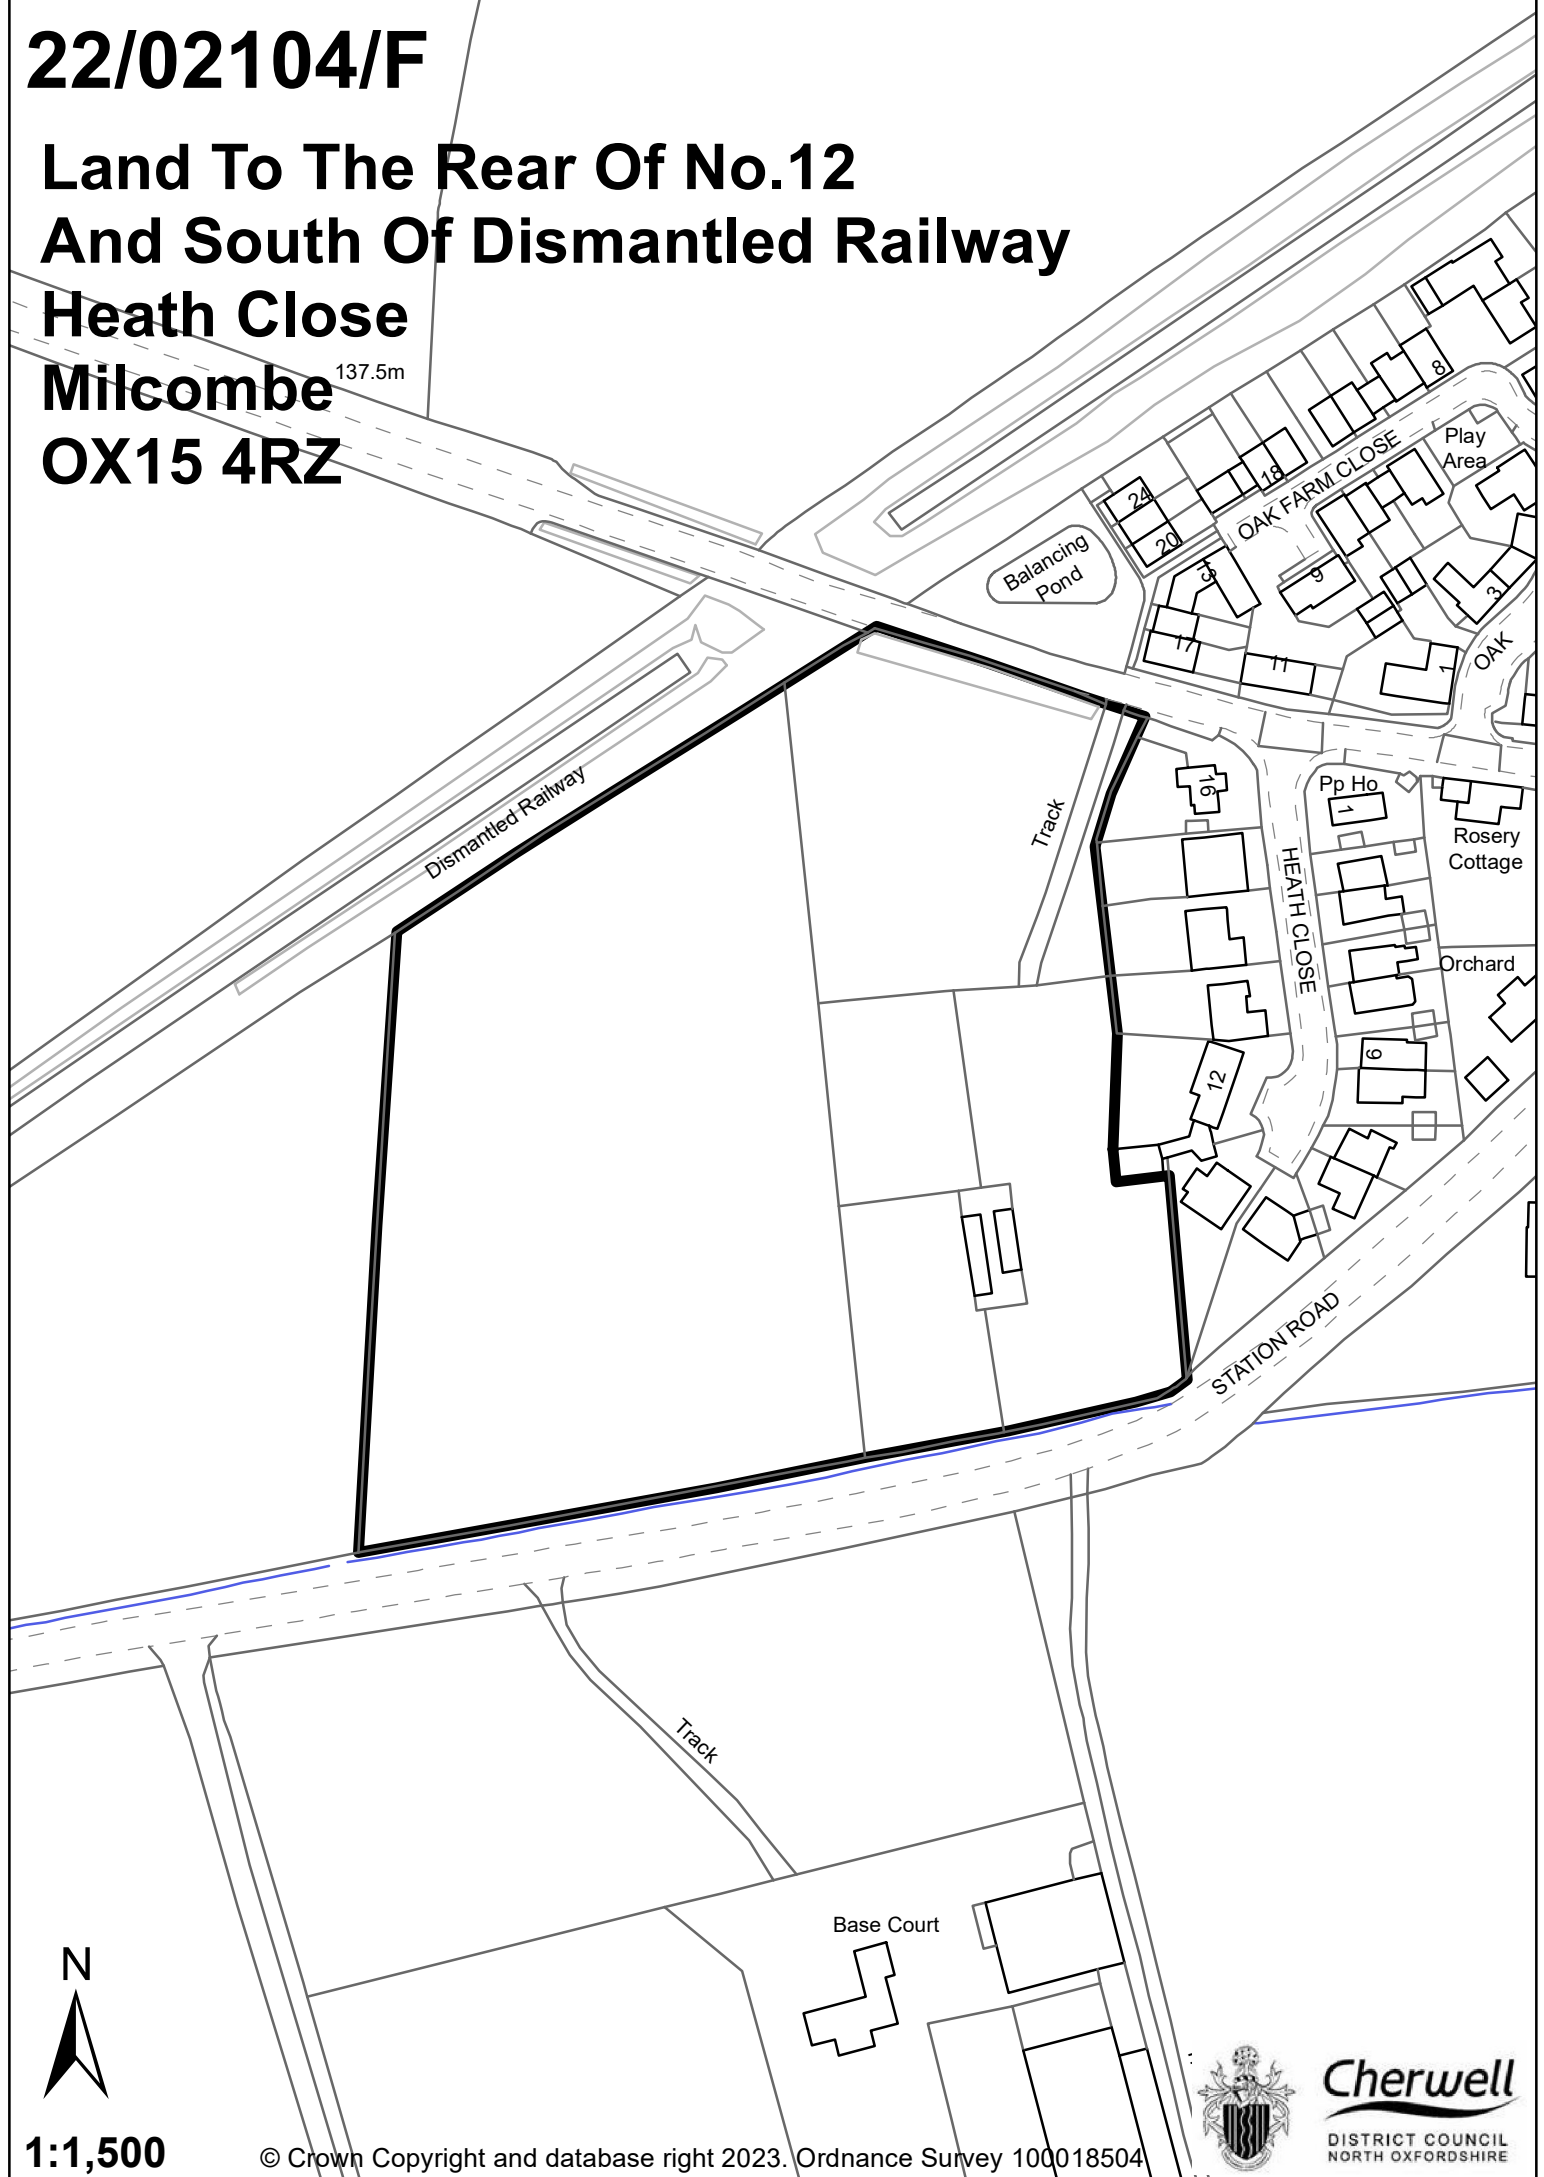 22/02104/F
Land To The Rear Of No.12
And South Of Dismantled Railway
Heath Close
Milcombe
OX15 4RZ
137.5m
8
Play
Area
OAK FARM CLOSE
18
24
20
Balancing
Pond
13
9
3
17
11
1
OAK
Dismantled Railway
Track
16
Pp Ho
1
Rosery
Cottage
HEATH CLOSE
Orchard
6
12
STATION ROAD
Track
Base Court
N
1:1,500
© Crown Copyright and database right 2023. Ordnance Survey 100018504
Cherwell
DISTRICT COUNCIL
NORTH OXFORDSHIRE